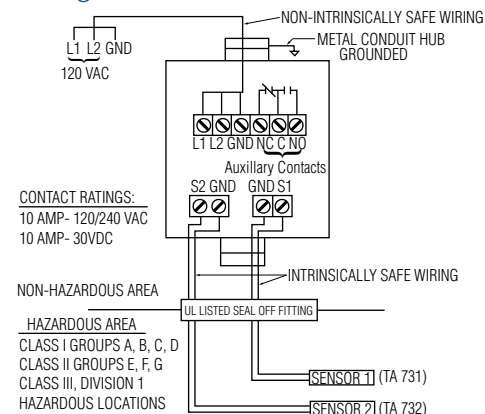 NON-INTRINSICALLY SAFE WIRING
METAL CONDUIT HUB
GROUNDED
L1 L2 GND
120 VAC
L1 L2 GND NC C NO
Auxillary Contacts
S2 GND GND S1
CONTACT RATINGS:
10 AMP- 120/240 VAC
10 AMP- 30VDC
INTRINSICALLY SAFE WIRING
NON-HAZARDOUS AREA
UL LISTED SEAL OFF FITTING
HAZARDOUS AREA
CLASS I GROUPS A, B, C, D
CLASS II GROUPS E, F, G
CLASS III, DIVISION 1
HAZARDOUS LOCATIONS
SENSOR 1 (TA 731)
SENSOR 2 (TA 732)